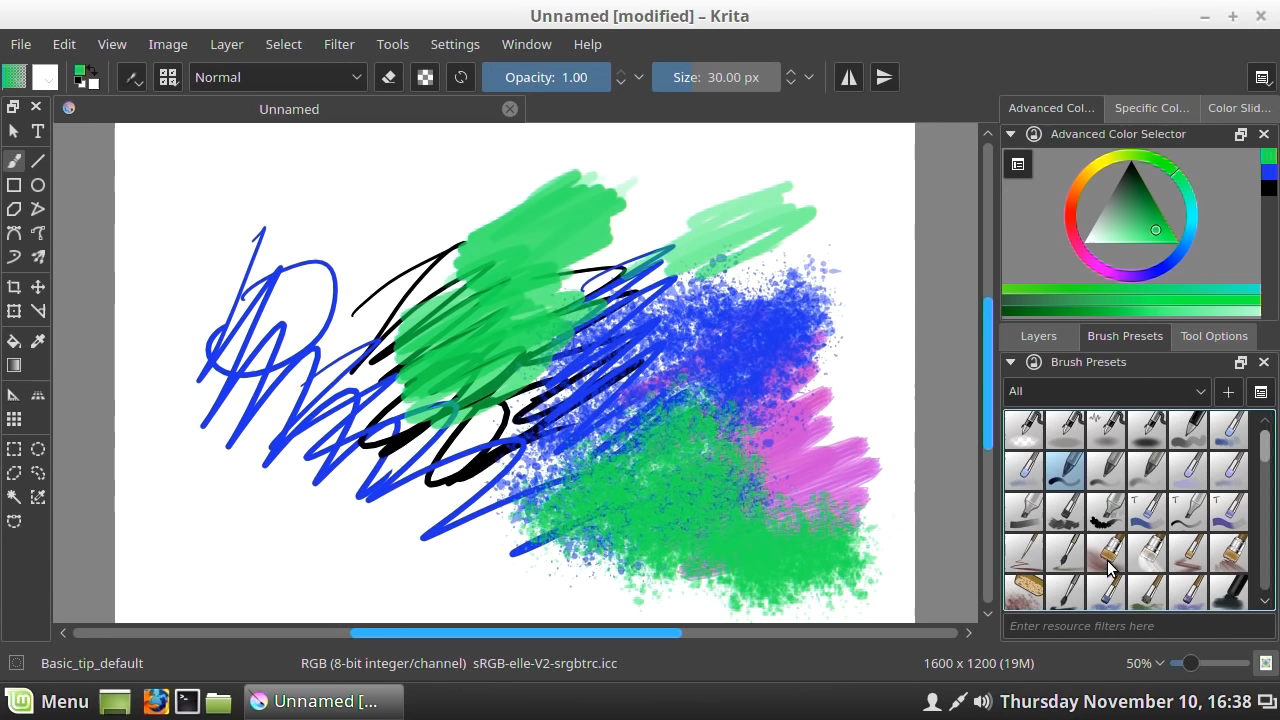 Unnamed [modified] – Krita
File Edit View Image Layer Select Filter Tools Settings Window Help
Normal Opacity: 1.00 Size: 30.00 px
Unnamed
Advanced Col... Specific Col... Color Slid...
Advanced Color Selector
Layers Brush Presets Tool Options
Brush Presets
All
Enter resource filters here
Basic_tip_default RGB (8-bit integer/channel) sRGB-elle-V2-srgbtrc.icc 1600 x 1200 (19M) 50%
Menu Unnamed [... Thursday November 10, 16:38